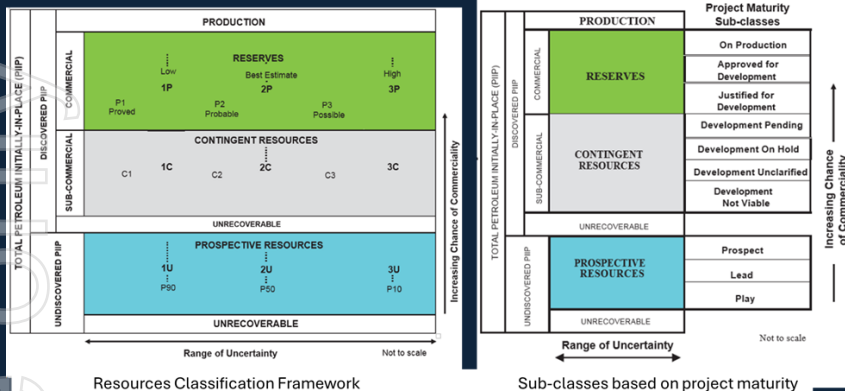 PRODUCTION
TOTAL PETROLEUM INITIALLY-IN-PLACE (PIIP)
DISCOVERED PIIP
COMMERCIAL
RESERVES
Low
Best Estimate
High
1P
2P
3P
P1
Proved
P2
Probable
P3
Possible
SUB-COMMERCIAL
CONTINGENT RESOURCES
1C
2C
3C
C1
C2
C3
UNRECOVERABLE
UNDISCOVERED PIIP
PROSPECTIVE RESOURCES
1U
2U
3U
P90
P50
P10
UNRECOVERABLE
Increasing Chance of Commerciality
Range of Uncertainty
Not to scale
Resources Classification Framework
Project Maturity
Sub-classes
PRODUCTION
TOTAL PETROLEUM INITIALLY-IN-PLACE (PIIP)
DISCOVERED PIIP
COMMERCIAL
RESERVES
On Production
Approved for
Development
Justified for
Development
SUB-COMMERCIAL
CONTINGENT
RESOURCES
Development Pending
Development On Hold
Development Unclarified
Development
Not Viable
UNRECOVERABLE
UNDISCOVERED PIIP
PROSPECTIVE
RESOURCES
Prospect
Lead
Play
UNRECOVERABLE
Increasing Chance
of Commerciality
Range of Uncertainty
Not to scale
Sub-classes based on project maturity